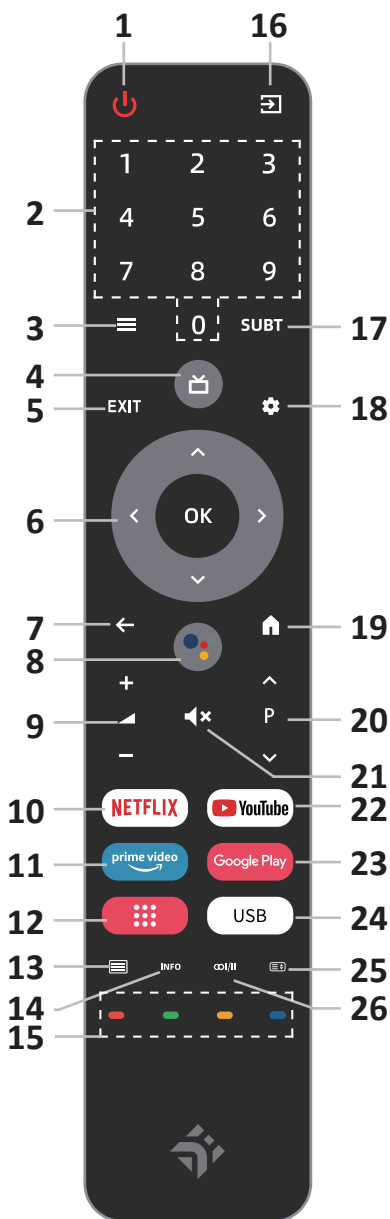 1 16
1 2 3
2
4 5 6
7 8 9
3 0 SUBT 17
4
5 EXIT 18
6 OK
7 19
8
+
9 P 20
−
21
10 NETFLIX YouTube 22
11 prime video Google Play 23
12 USB 24
13 INFO I/II 25
14 26
15